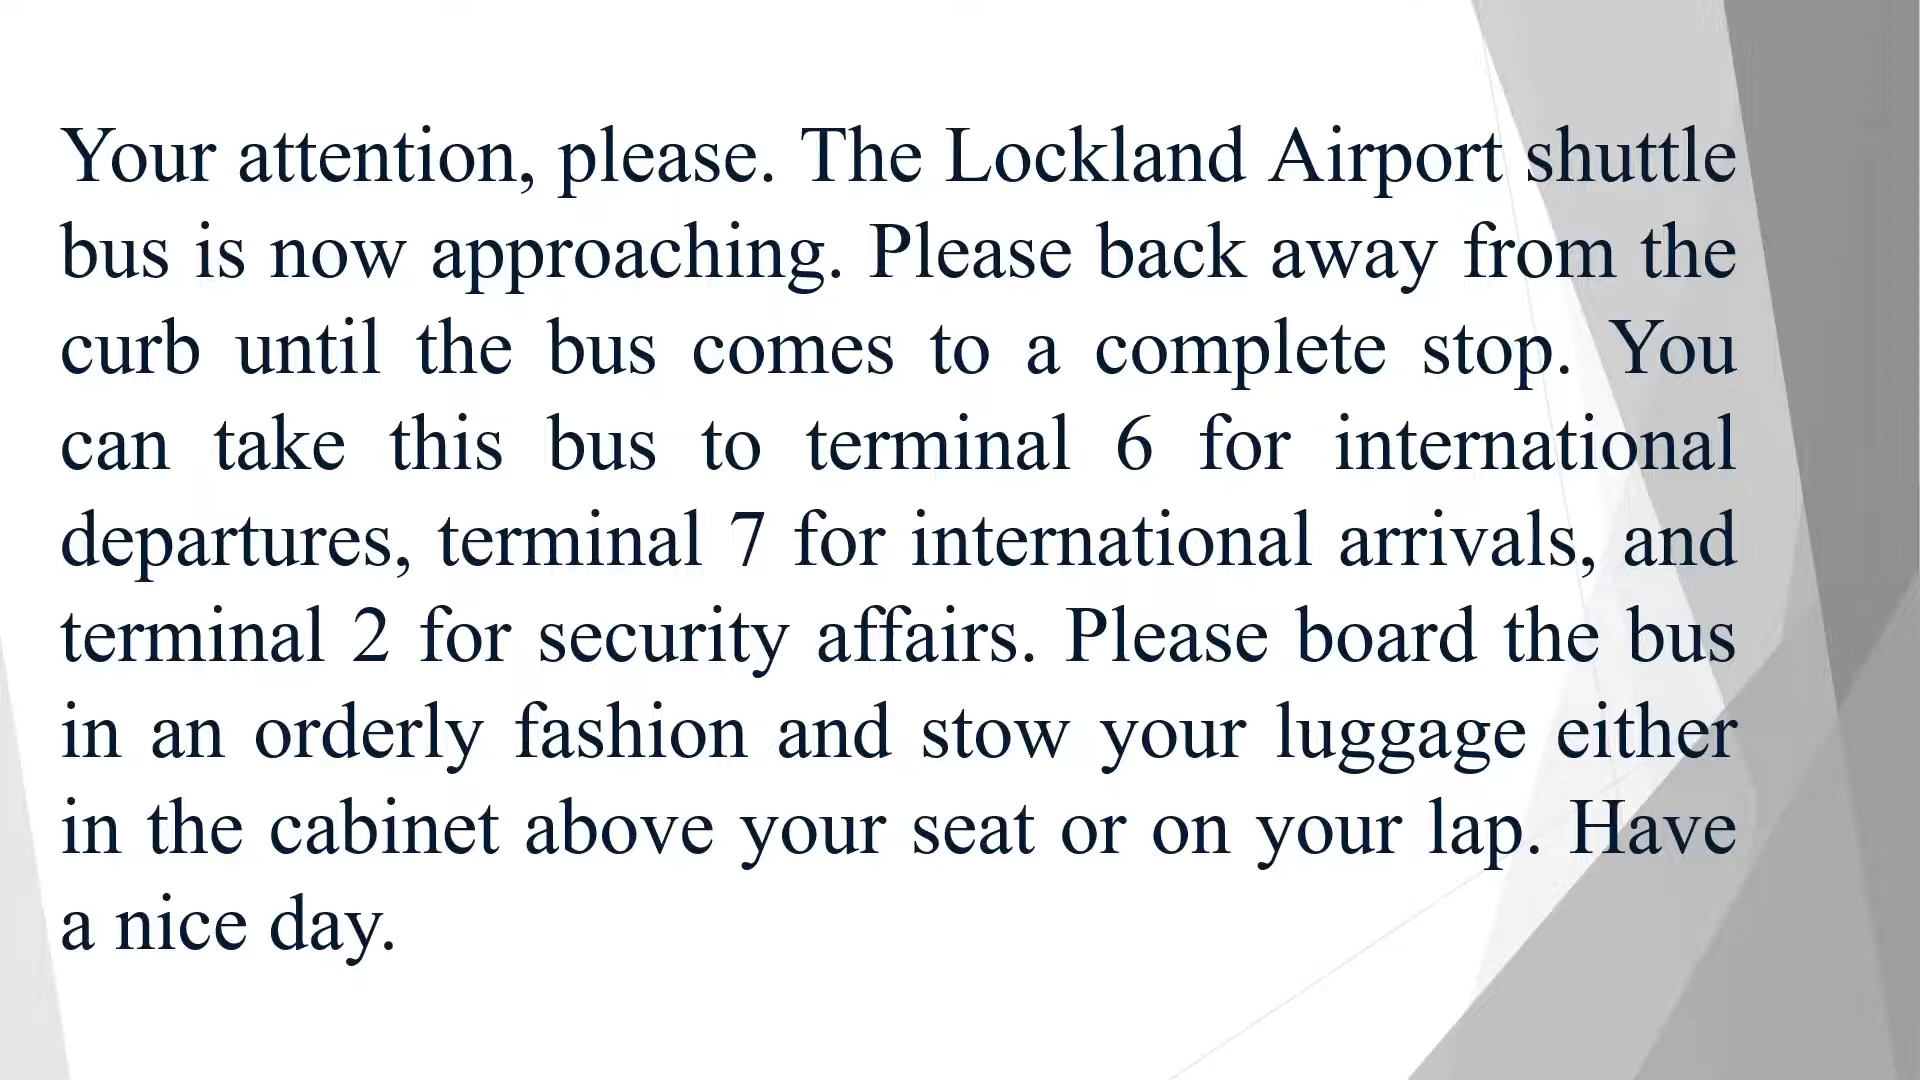 Your attention, please. The Lockland Airport shuttle
bus is now approaching. Please back away from the
curb until the bus comes to a complete stop. You
can take this bus to terminal 6 for international
departures, terminal 7 for international arrivals, and
terminal 2 for security affairs. Please board the bus
in an orderly fashion and stow your luggage either
in the cabinet above your seat or on your lap. Have
a nice day.